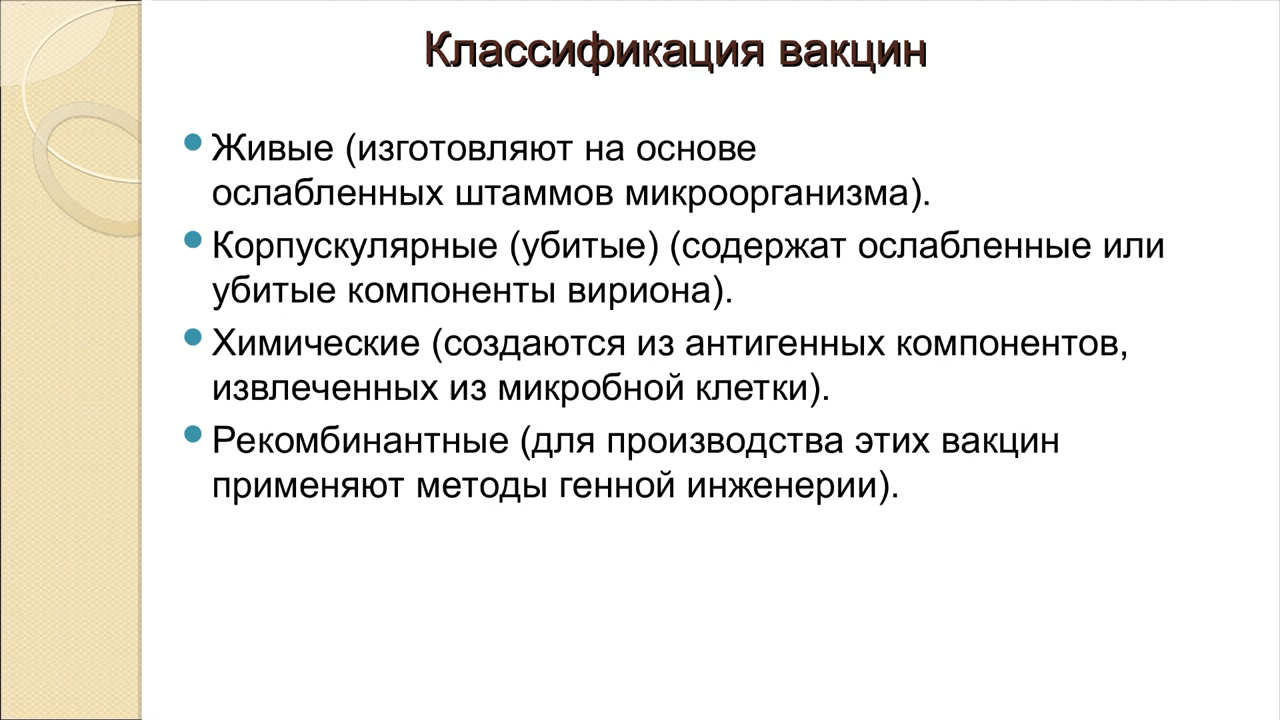 Классификация вакцин
Живые (изготовляют на основе
ослабленных штаммов микроорганизма).
Корпускулярные (убитые) (содержат ослабленные или
убитые компоненты вириона).
Химические (создаются из антигенных компонентов,
извлеченных из микробной клетки).
Рекомбинантные (для производства этих вакцин
применяют методы генной инженерии).